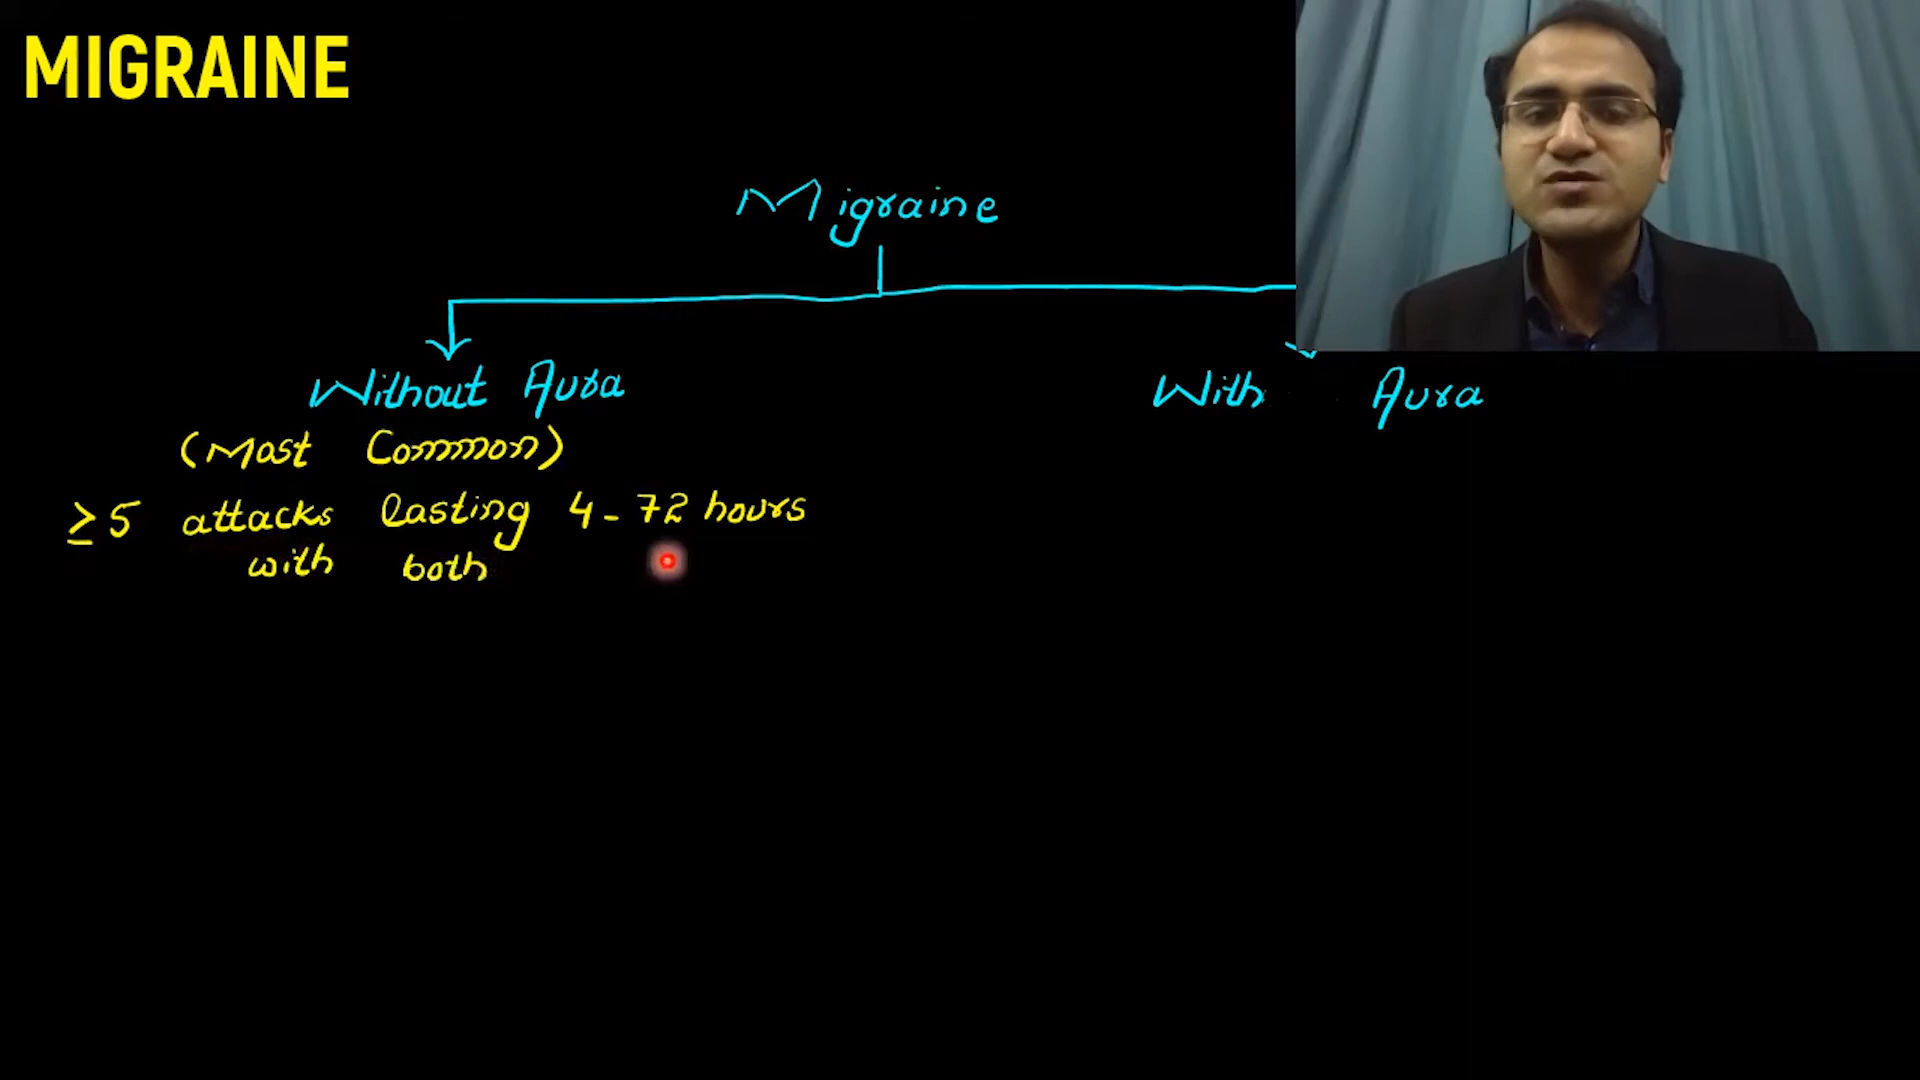 MIGRAINE
Migraine
Without Aura
With Aura
(Most Common)
≥5 attacks lasting 4-72 hours
with both